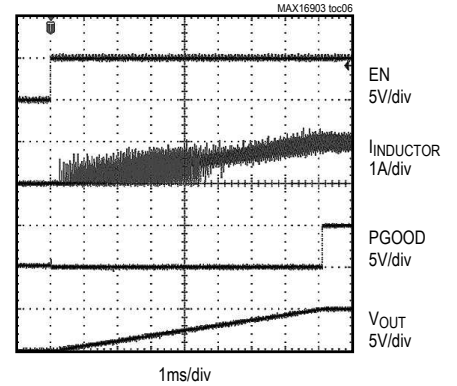 MAX16903 toc06
EN
5V/div
IINDUCTOR
1A/div
PGOOD
5V/div
VOUT
5V/div
1ms/div